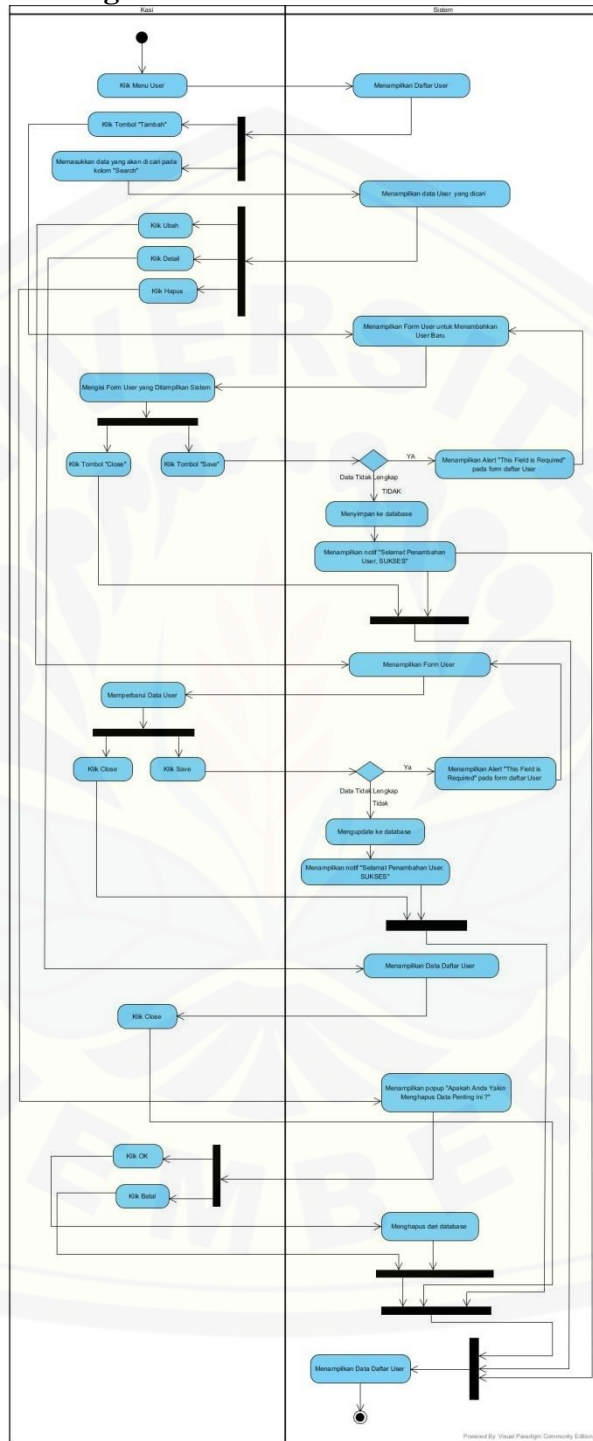 Kasi
Sistem
Klik Menu User
Menampilkan Daftar User
Klik Tombol "Tambah"
Memasukkan data yang akan di cari pada
kolom "Search"
Menampilkan data User yang dicari
Klik Ubah
Klik Detail
Klik Hapus
Menampilkan Form User untuk Menambahkan
User Baru
Mengisi Form User yang Ditampilkan Sistem
Klik Tombol "Close"
Klik Tombol "Save"
YA
Menampilkan Alert "This Field is Required"
pada form daftar User
Data Tidak Lengkap
TIDAK
Menyimpan ke database
Menampilkan notif "Selamat Penambahan
User, SUKSES"
Menampilkan Form User
Memperbarui Data User
Klik Close
Klik Save
Ya
Menampilkan Alert "This Field is
Required" pada form daftar User
Data Tidak Lengkap
Tidak
Mengupdate ke database
Menampilkan notif "Selamat Penambahan User,
SUKSES"
Menampilkan Data Daftar User
Klik Close
Menampilkan popup "Apakah Anda Yakin
Menghapus Data Penting ini ?"
Klik OK
Klik Batal
Menghapus dari database
Menampilkan Data Daftar User
Powered By Visual Paradigm Community Edition